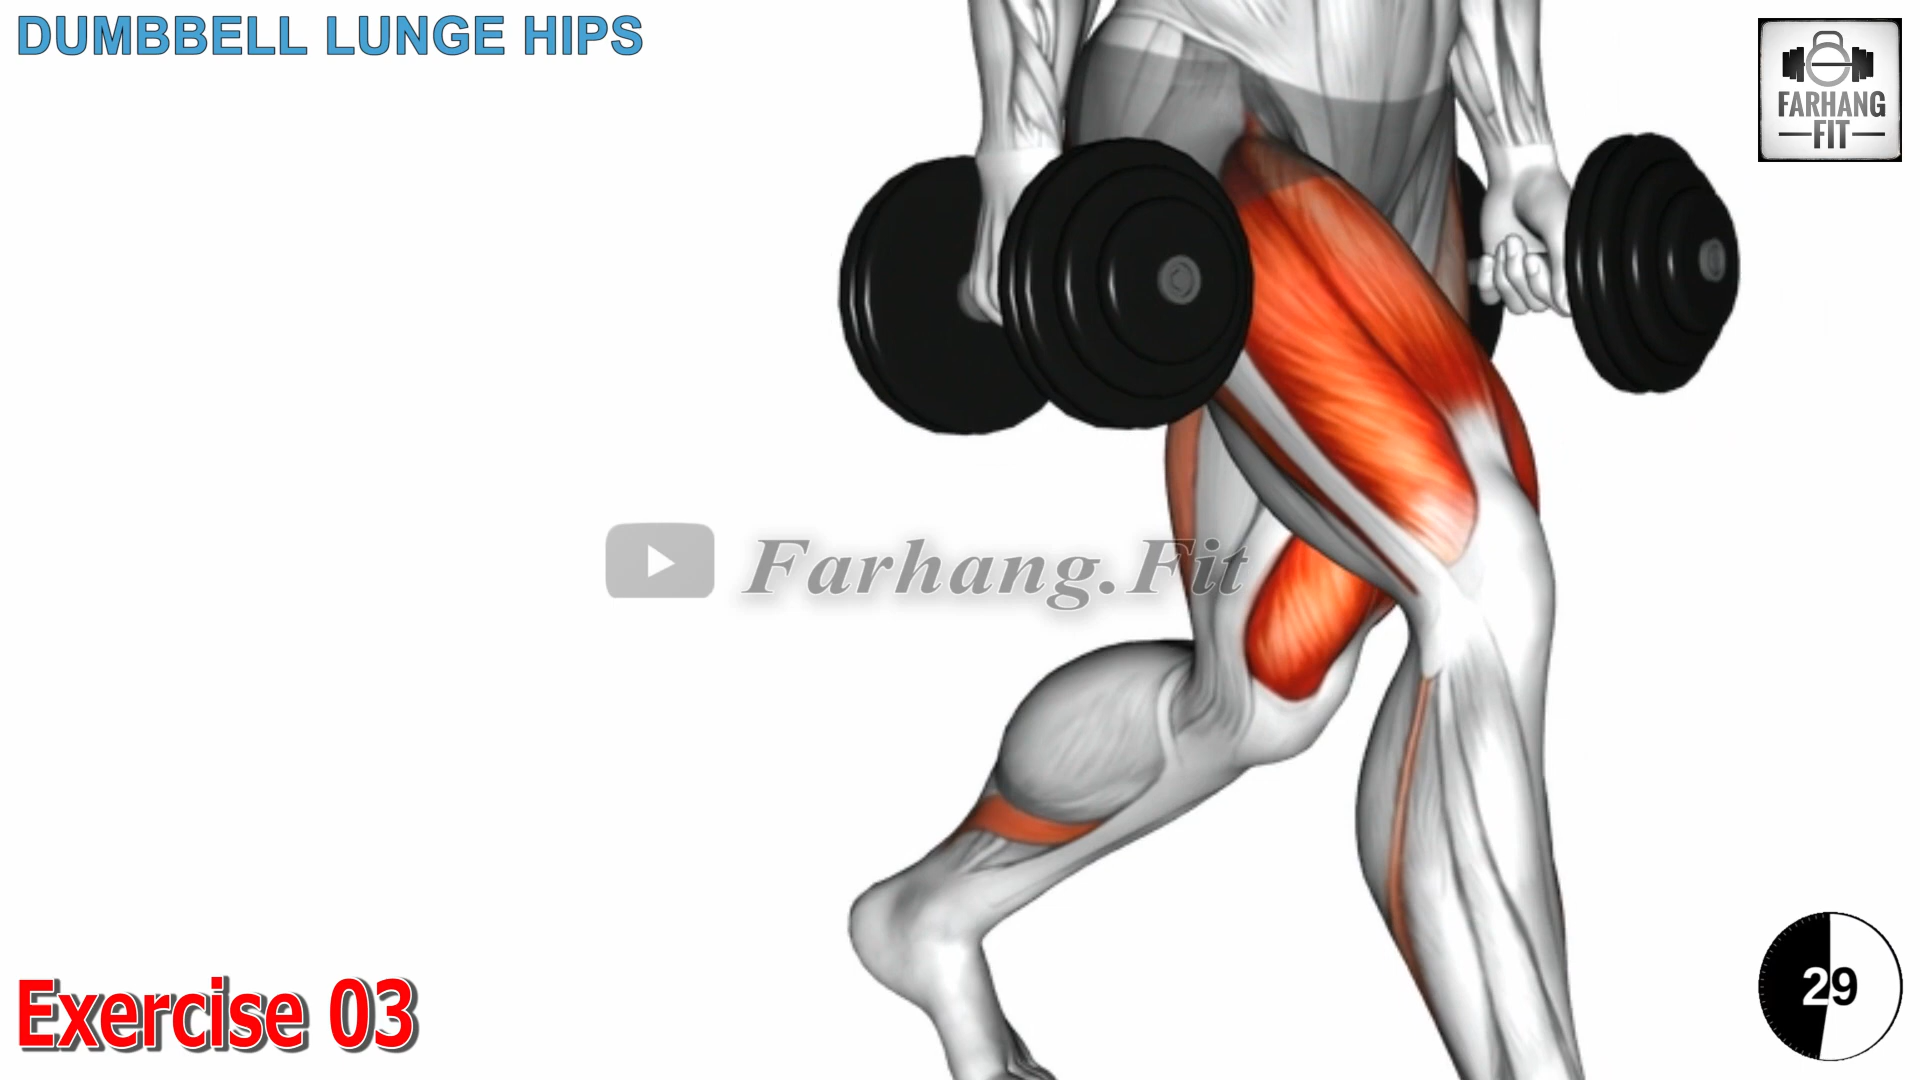 DUMBBELL LUNGE HIPS
FARHANG
FIT
Farhang.Fit
Exercise 03
29